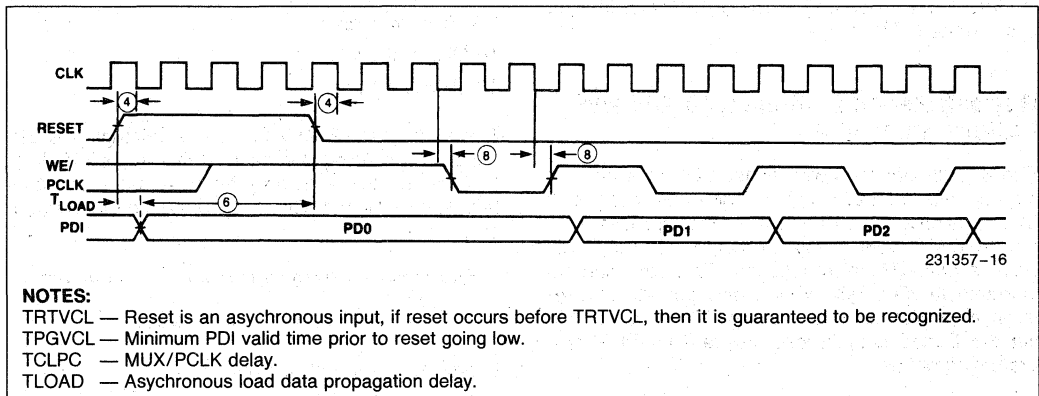 CLK
4
4
RESET
8
8
WE/
PCLK
TLOAD
6
PDI
PD0
PD1
PD2
231357–16
NOTES:
TRTVCL — Reset is an asychronous input, if reset occurs before TRTVCL, then it is guaranteed to be recognized.
TPGVCL — Minimum PDI valid time prior to reset going low.
TCLPC — MUX/PCLK delay.
TLOAD — Asychronous load data propagation delay.